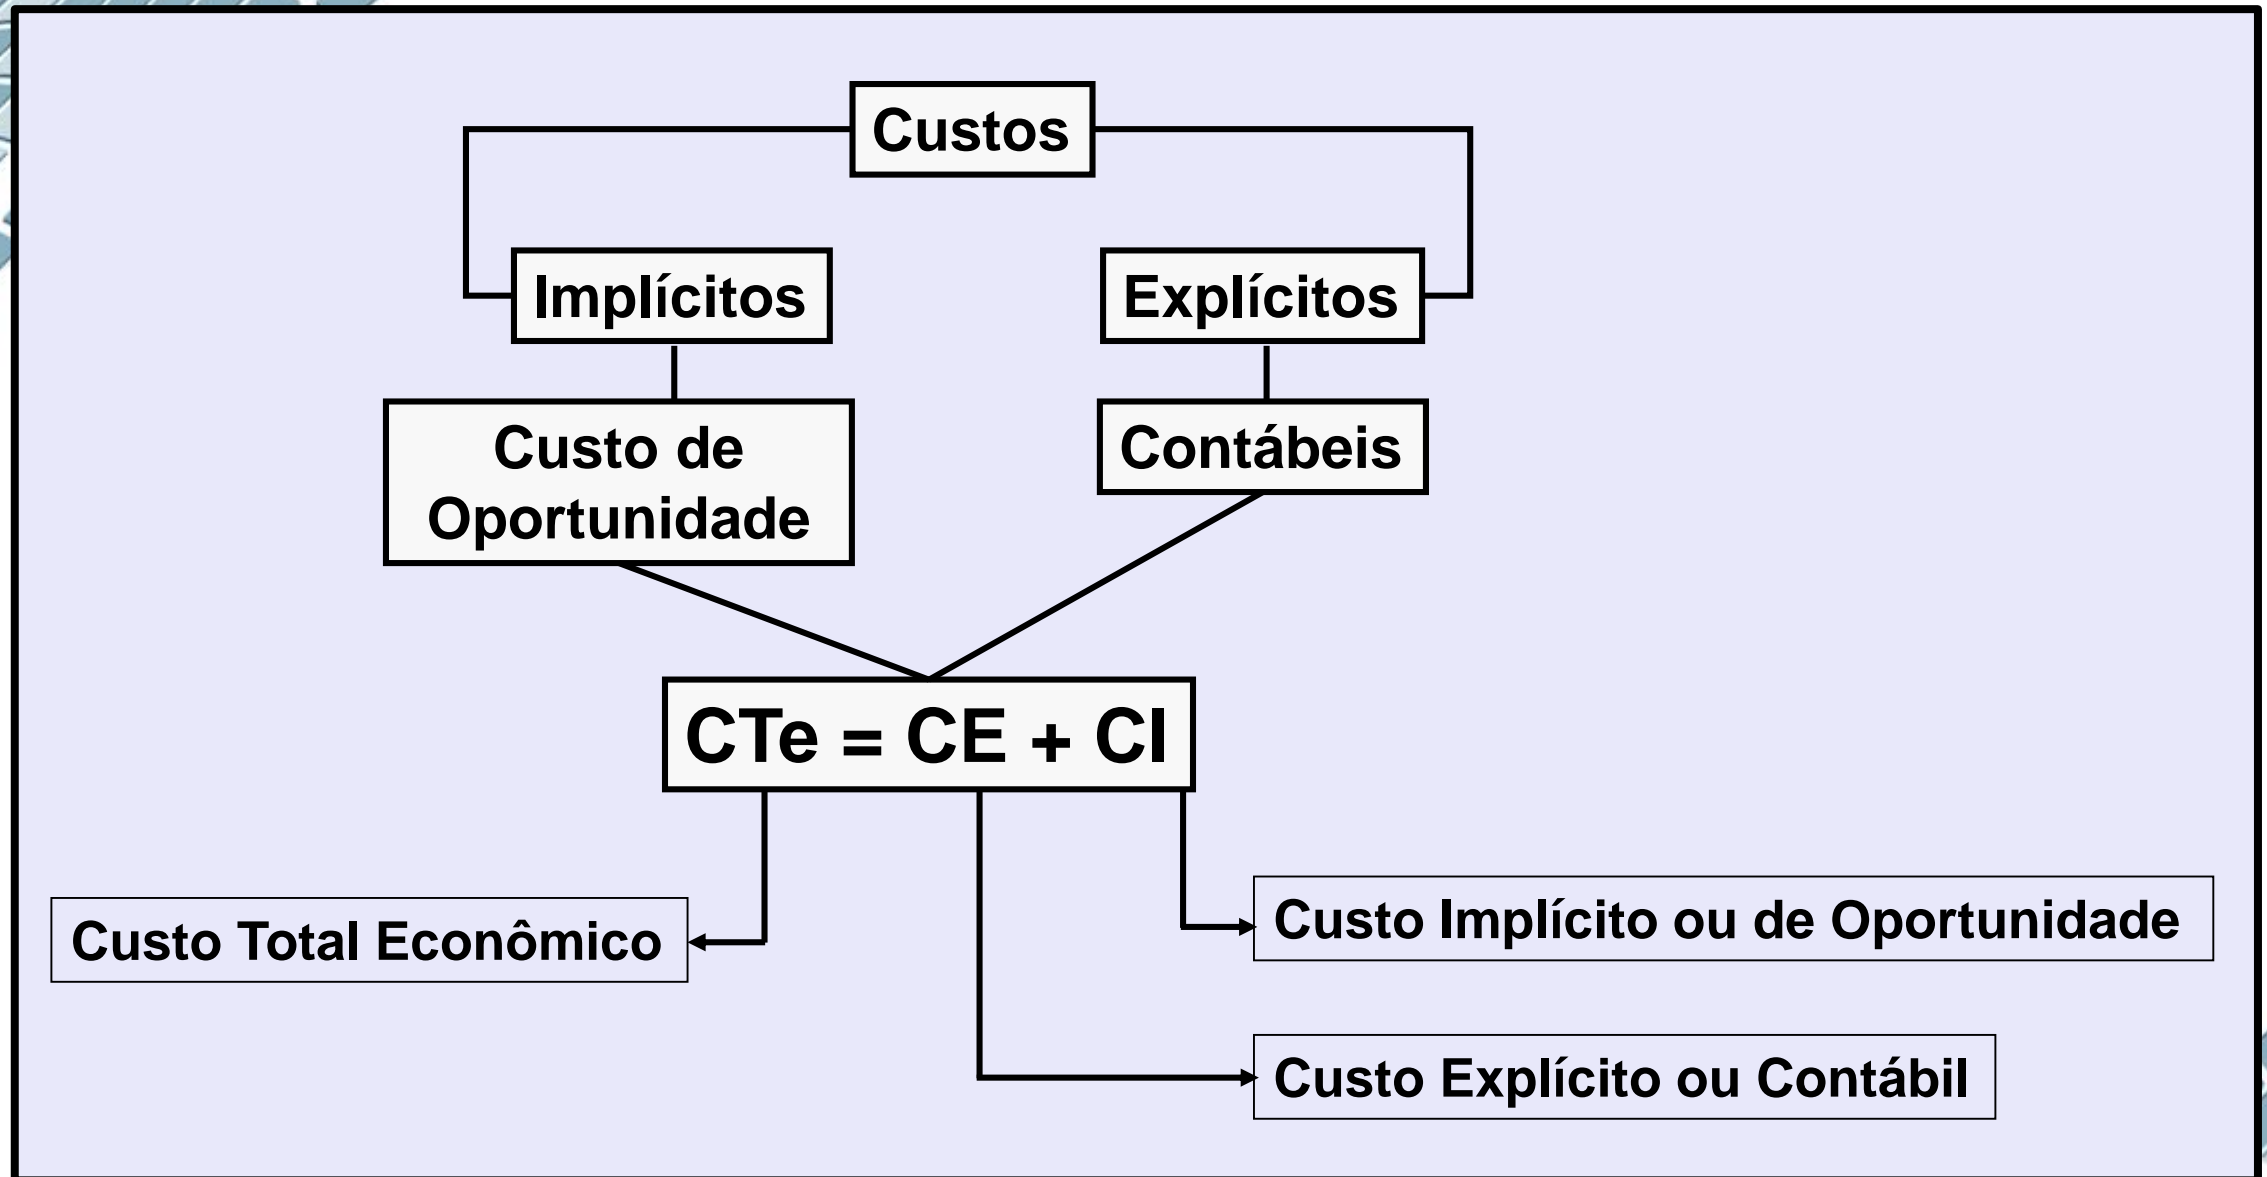 Custos
Implícitos
Explícitos
Custo de
Oportunidade
Contábeis
CTe = CE + CI
Custo Total Econômico
Custo Implícito ou de Oportunidade
Custo Explícito ou Contábil